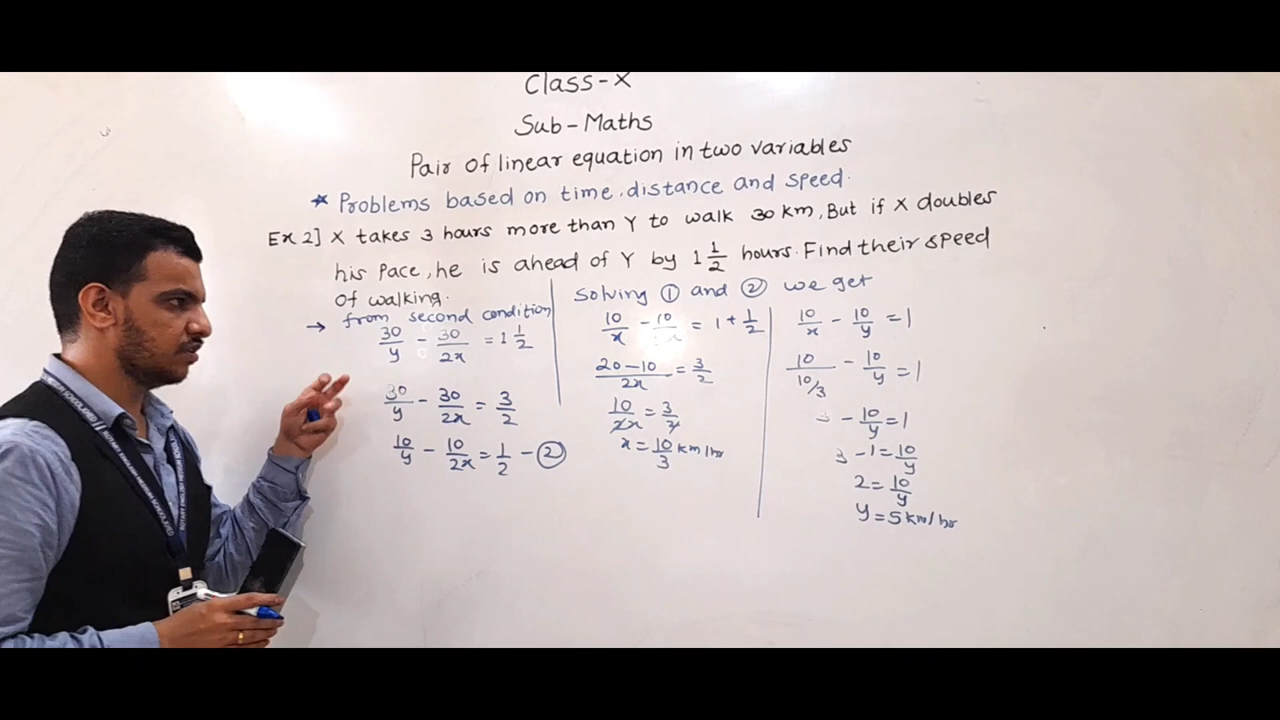 Class-X
Sub-Maths
Pair of linear equation in two variables
* Problems based on time, distance and speed.
Ex 2] X takes 3 hours more than Y to walk 30 km, But if X doubles
his Pace, he is ahead of Y by 1 1/2 hours. Find their speed
of walking.
→ from second condition
30/y - 30/2x = 1 1/2
30/y - 30/2x = 3/2
10/y - 10/2x = 1/2 - ②
Solving ① and ② we get
10/x - 10/2x = 1 + 1/2
20-10/2x = 3/2
10/2x = 3/2
x = 10/3 km/hr
10/x - 10/y = 1
10/10/3 - 10/y = 1
3 - 10/y = 1
3 - 1 = 10/y
2 = 10/y
y = 5 km/hr